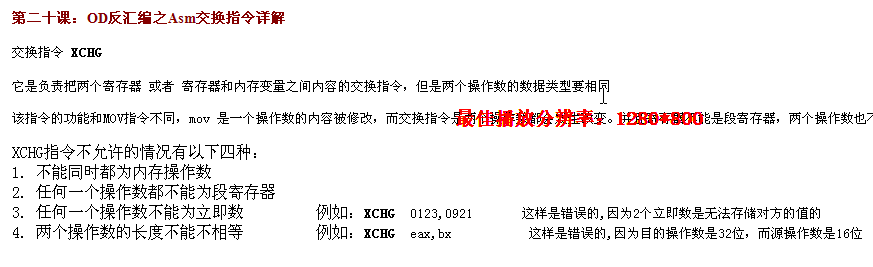 第二十课：OD反汇编之Asm交换指令详解
交换指令 XCHG
它是负责把两个寄存器 或者 寄存器和内存变量之间内容的交换指令，但是两个操作数的数据类型要相同
该指令的功能和MOV指令不同，mov 是一个操作数的内容被修改，而交换指令是
最佳播放分辨率：1280*800
能是段寄存器，两个操作数也不
XCHG指令不允许的情况有以下四种：
1. 不能同时都为内存操作数
2. 任何一个操作数都不能为段寄存器
3. 任何一个操作数不能为立即数 例如：XCHG 0123,0921 这样是错误的,因为2个立即数是无法存储对方的值的
4. 两个操作数的长度不能不相等 例如：XCHG eax,bx 这样是错误的,因为目的操作数是32位，而源操作数是16位